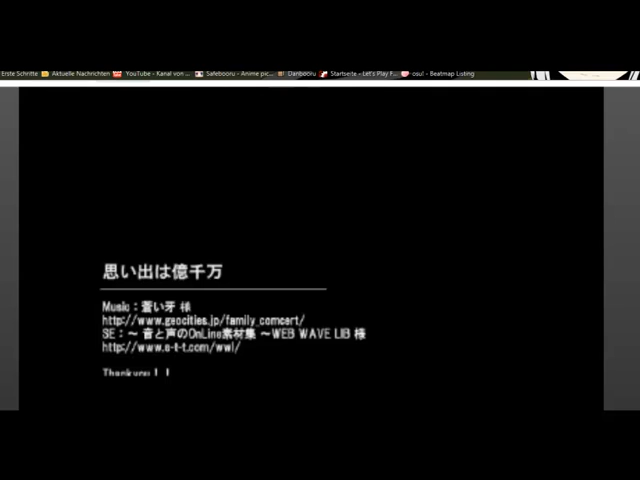 Erste Schritte Aktuelle Nachrichten YouTube - Kanal von ... Safebooru - Anime pic... Danbooru Startseite - Let's Play F... osu! - Beatmap Listing
思い出は億千万
Music：蒼い牙 様
http://www.geocities.jp/family_comcert/
SE：～ 音と声のOnLine素材集 ～WEB WAVE LIB 様
http://www.s-t-t.com/wwl/
Thankyou！！